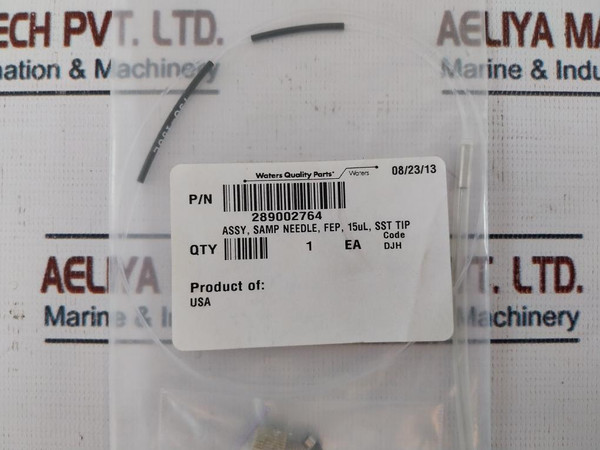 ECH PVT. LTD.
AELIYA MA
mation & Machinery
Marine & Indu
Waters Quality Parts
Waters
08/23/13
P/N
289002764
ASSY, SAMP NEEDLE, FEP, 15uL, SST TIP
QTY 1 EA Code DJH
Product of:
USA
AELIYA
PVT. LTD.
Marine & I
Machinery